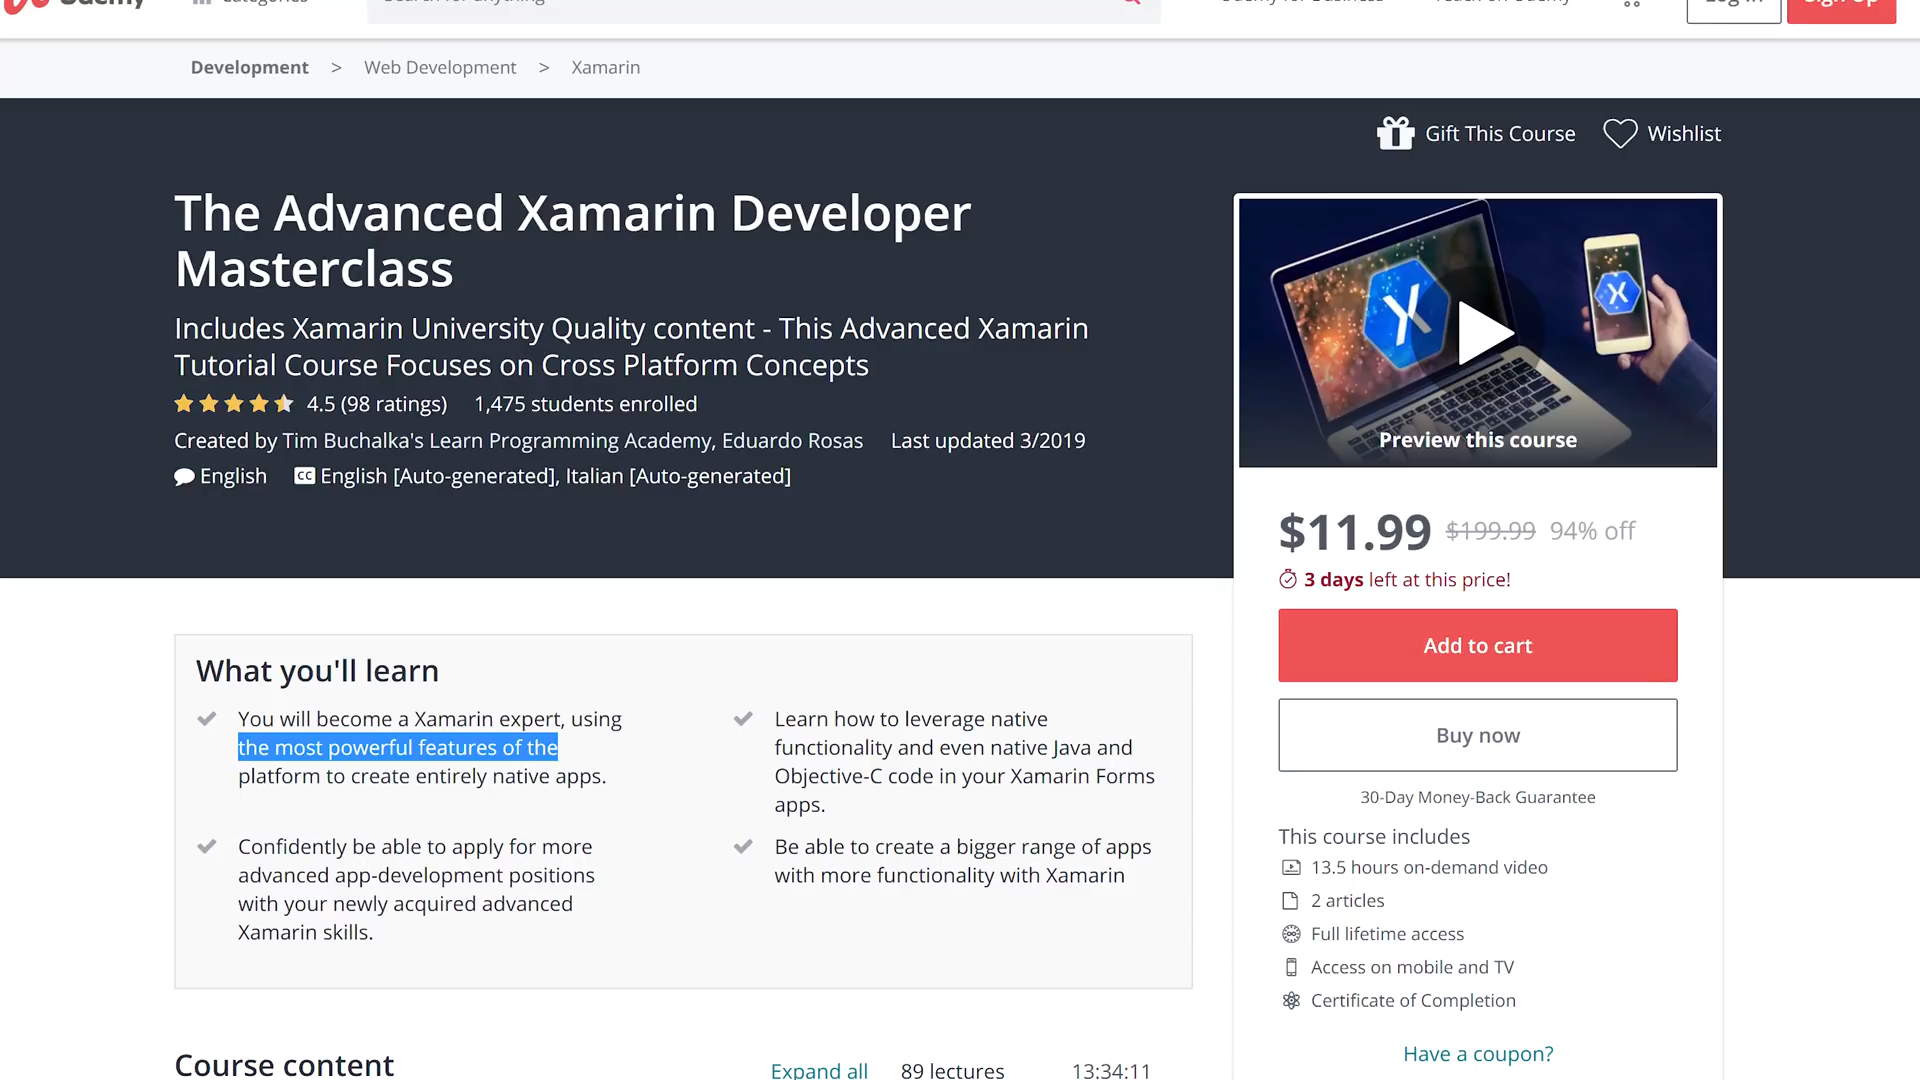 Development > Web Development > Xamarin
Gift This Course
Wishlist
The Advanced Xamarin Developer
Masterclass
Includes Xamarin University Quality content - This Advanced Xamarin
Tutorial Course Focuses on Cross Platform Concepts
4.5 (98 ratings) 1,475 students enrolled
Created by Tim Buchalka's Learn Programming Academy, Eduardo Rosas Last updated 3/2019
English CC English [Auto-generated], Italian [Auto-generated]
Preview this course
$11.99 $199.99 94% off
3 days left at this price!
Add to cart
Buy now
30-Day Money-Back Guarantee
This course includes
13.5 hours on-demand video
2 articles
Full lifetime access
Access on mobile and TV
Certificate of Completion
Have a coupon?
What you'll learn
You will become a Xamarin expert, using
the most powerful features of the
platform to create entirely native apps.
Learn how to leverage native
functionality and even native Java and
Objective-C code in your Xamarin Forms
apps.
Confidently be able to apply for more
advanced app-development positions
with your newly acquired advanced
Xamarin skills.
Be able to create a bigger range of apps
with more functionality with Xamarin
Course content
Expand all 89 lectures 13:34:11